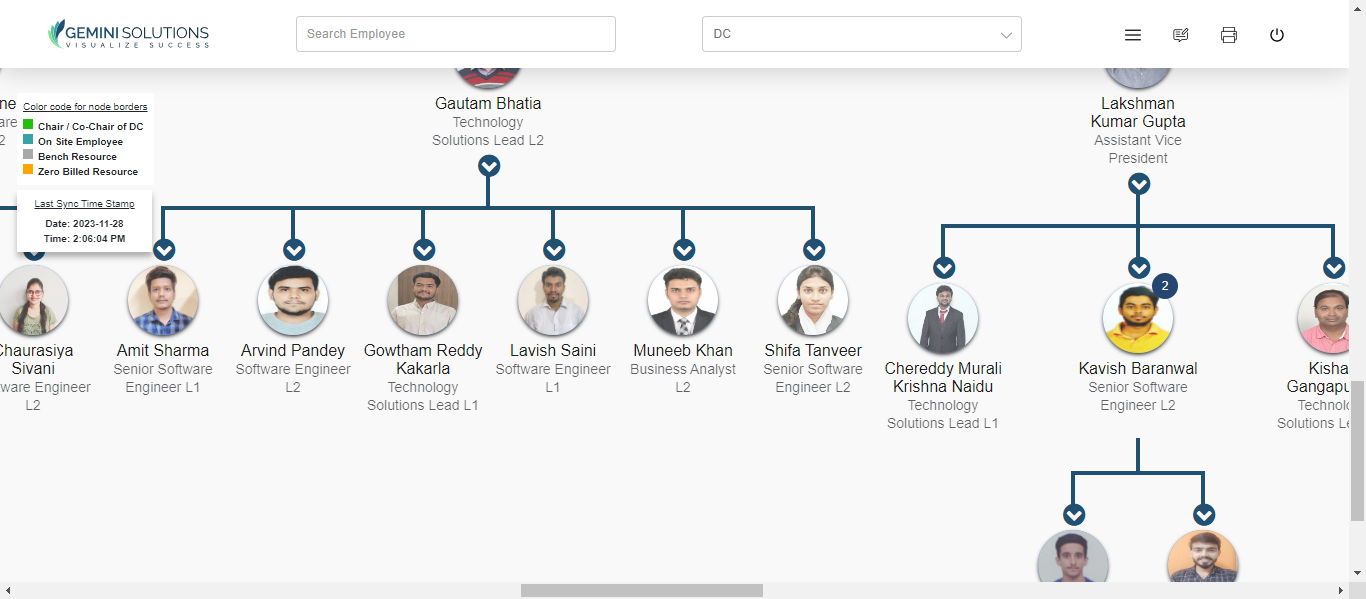 GEMINI SOLUTIONS
VISUALIZE SUCCESS
Search Employee
DC
Color code for node borders
Chair / Co-Chair of DC
On Site Employee
Bench Resource
Zero Billed Resource
Last Sync Time Stamp
Date: 2023-11-28
Time: 2:06:04 PM
ne
are
2
Gautam Bhatia
Technology
Solutions Lead L2
Lakshman
Kumar Gupta
Assistant Vice
President
Chaurasiya
Sivani
ware Engineer
L2
Amit Sharma
Senior Software
Engineer L1
Arvind Pandey
Software Engineer
L2
Gowtham Reddy
Kakarla
Technology
Solutions Lead L1
Lavish Saini
Software Engineer
L1
Muneeb Khan
Business Analyst
L2
Shifa Tanveer
Senior Software
Engineer L2
Chereddy Murali
Krishna Naidu
Technology
Solutions Lead L1
2
Kavish Baranwal
Senior Software
Engineer L2
Kisha
Gangapu
Technol
Solutions Le